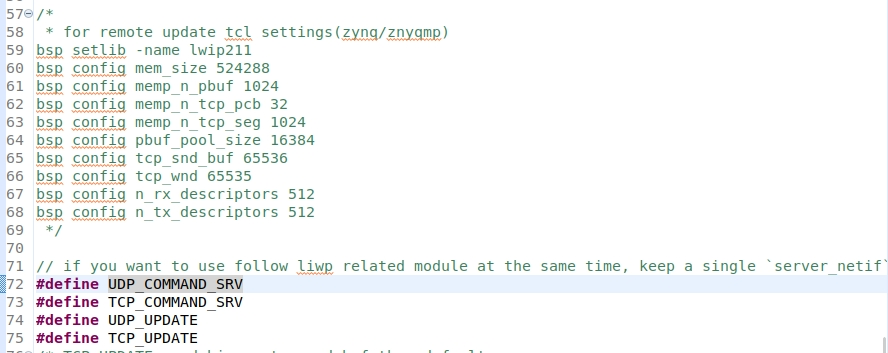 57 /*
58  * for remote update tcl settings(zynq/znyqmp)
59 bsp setlib -name lwip211
60 bsp config mem_size 524288
61 bsp config memp_n_pbuf 1024
62 bsp config memp_n_tcp_pcb 32
63 bsp config memp_n_tcp_seg 1024
64 bsp config pbuf_pool_size 16384
65 bsp config tcp_snd_buf 65536
66 bsp config tcp_wnd 65535
67 bsp config n_rx_descriptors 512
68 bsp config n_tx_descriptors 512
69  */
70
71 // if you want to use follow liwp related module at the same time, keep a single `server_netif`
72 #define UDP_COMMAND_SRV
73 #define TCP_COMMAND_SRV
74 #define UDP_UPDATE
75 #define TCP_UPDATE